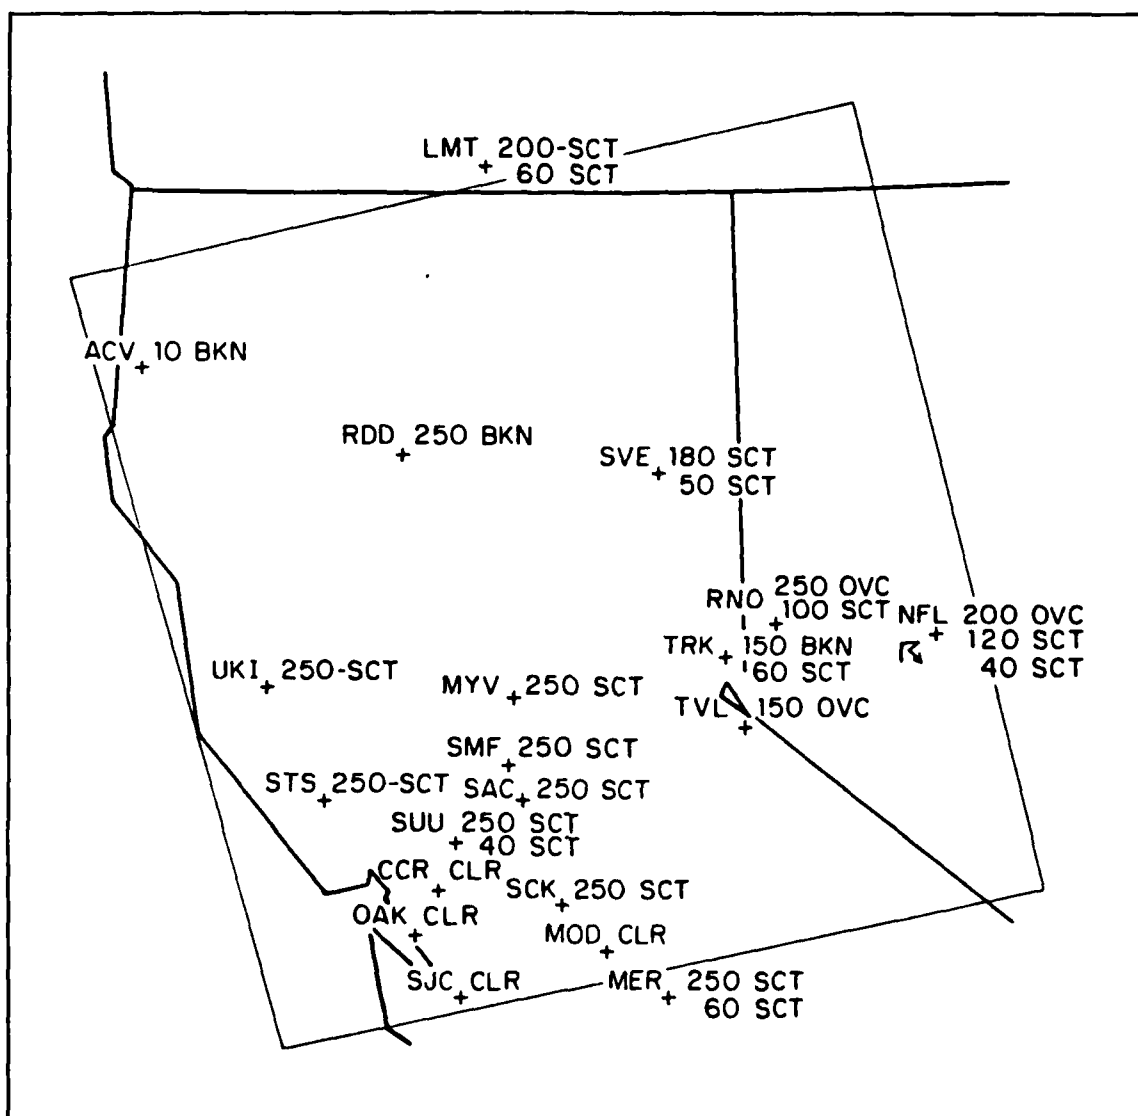 LMT 200-SCT
60 SCT
ACV 10 BKN
RDD 250 BKN
SVE 180 SCT
50 SCT
RNO 250 OVC
100 SCT
NFL 200 OVC
120 SCT
40 SCT
TRK 150 BKN
60 SCT
UKI 250-SCT
MYV 250 SCT
TVL 150 OVC
SMF 250 SCT
STS 250-SCT
SAC 250 SCT
SUU 250 SCT
40 SCT
CCR CLR
SCK 250 SCT
OAK CLR
MOD CLR
SJC CLR
MER 250 SCT
60 SCT